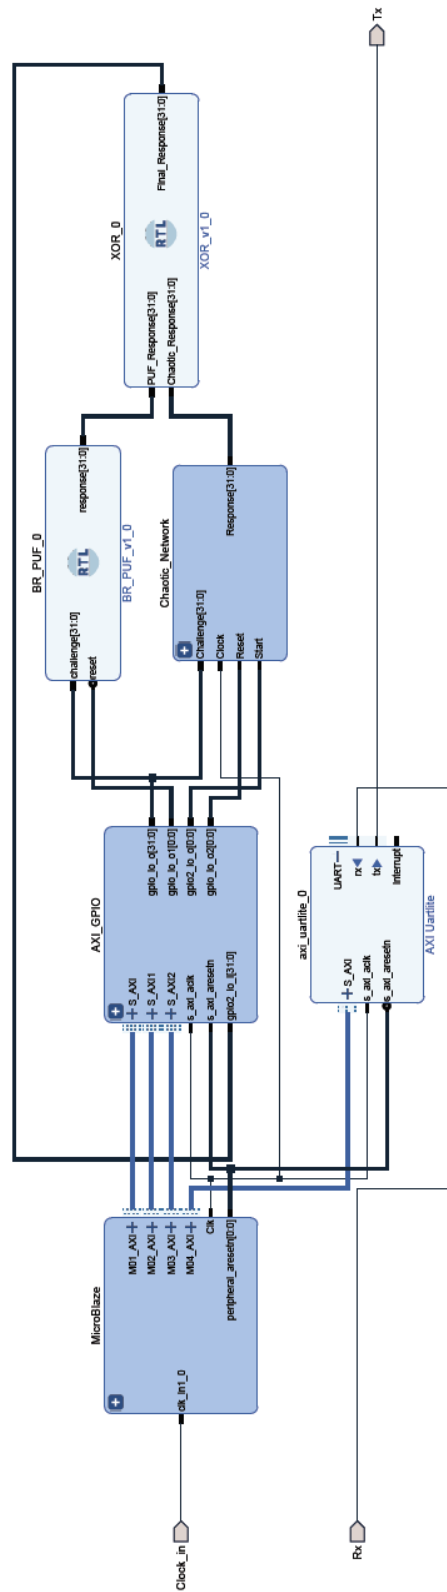 Clock_in
Rx
MicroBlaze
clk_in1_0
M01_AXI
M02_AXI
M03_AXI
M04_AXI
Clk
peripheral_aresetn[0:0]
AXI_GPIO
S_AXI
S_AXI1
S_AXI2
s_axi_aclk
s_axi_aresetn
gpio2_io_i[31:0]
gpio_io_o[31:0]
gpio_io_o1[0:0]
gpio2_io_o[0:0]
gpio_io_o2[0:0]
axi_uartlite_0
S_AXI
s_axi_aclk
s_axi_aresetn
UART
rx
tx
interrupt
AXI Uartlite
BR_PUF_0
challenge[31:0]
reset
response[31:0]
RTL
BR_PUF_v1_0
Chaotic_Network
Challenge[31:0]
Clock
Reset
Start
Response[31:0]
XOR_0
PUF_Response[31:0]
Chaotic_Response[31:0]
Final_Response[31:0]
RTL
XOR_v1_0
Tx